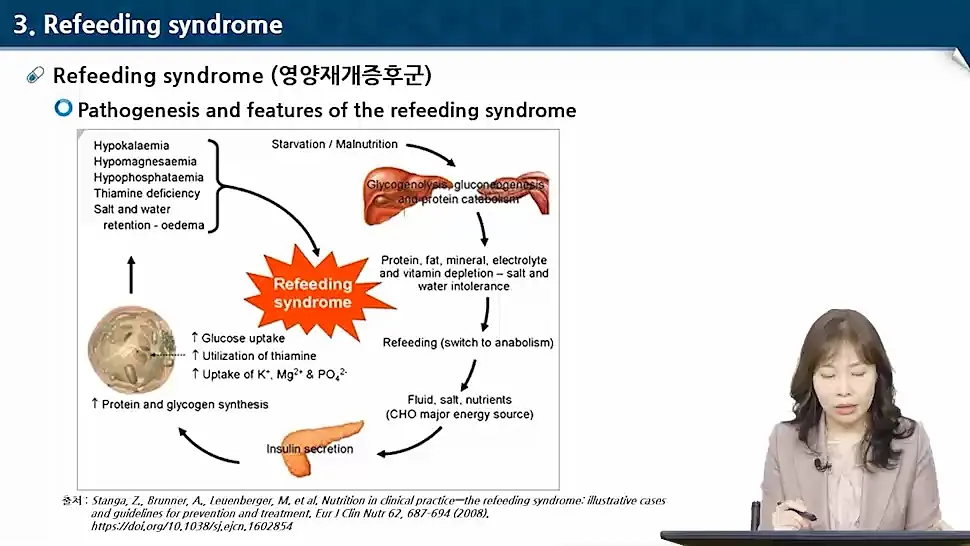 3. Refeeding syndrome
Refeeding syndrome (영양재개증후군)
Pathogenesis and features of the refeeding syndrome
Starvation / Malnutrition
Glycogenolysis, gluconeogenesis
and protein catabolism
Protein, fat, mineral, electrolyte
and vitamin depletion – salt and
water intolerance
Refeeding (switch to anabolism)
Fluid, salt, nutrients
(CHO major energy source)
Insulin secretion
↑ Protein and glycogen synthesis
↑ Glucose uptake
↑ Utilization of thiamine
↑ Uptake of K⁺, Mg²⁺ & PO₄²⁻
Hypokalaemia
Hypomagnesaemia
Hypophosphataemia
Thiamine deficiency
Salt and water
retention - oedema
Refeeding
syndrome
출처 : Stanga, Z., Brunner, A., Leuenberger, M. et al. Nutrition in clinical practice—the refeeding syndrome: illustrative cases
and guidelines for prevention and treatment. Eur J Clin Nutr 62, 687–694 (2008).
https://doi.org/10.1038/sj.ejcn.1602854